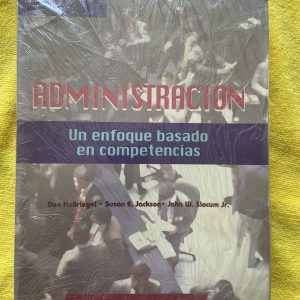 ADMINISTRACIÓN
Un enfoque basado
en competencias
Don Hellriegel • Susan E. Jackson • John W. Slocum Jr.